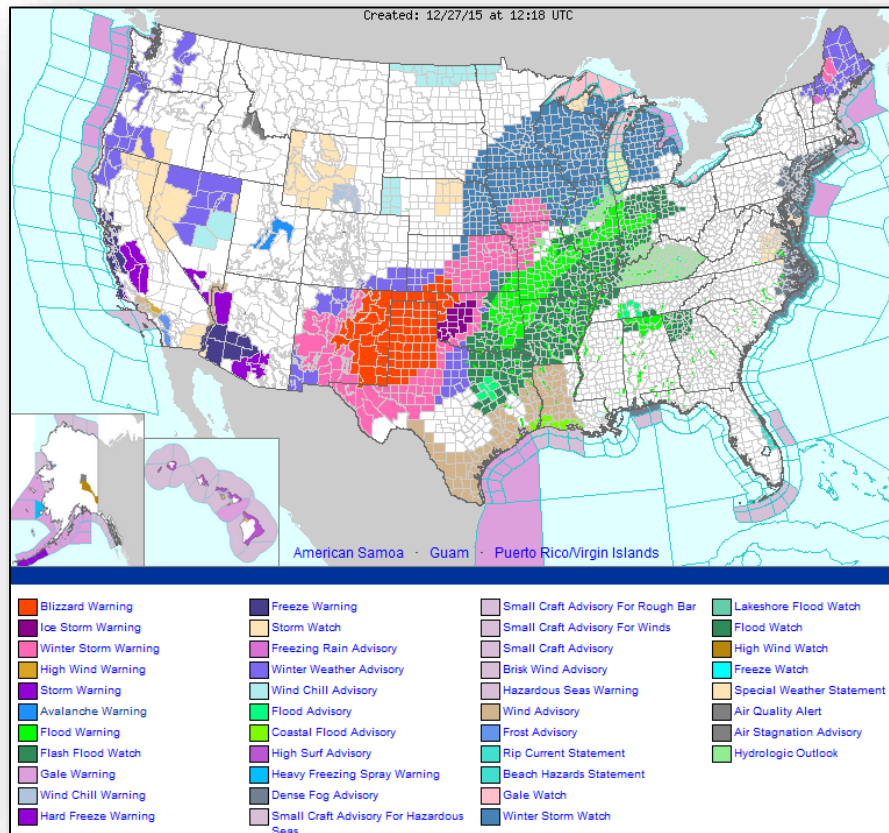 Created: 12/27/15 at 12:18 UTC
American Samoa · Guam · Puerto Rico/Virgin Islands
Blizzard Warning
Ice Storm Warning
Winter Storm Warning
High Wind Warning
Storm Warning
Avalanche Warning
Flood Warning
Flash Flood Watch
Gale Warning
Wind Chill Warning
Hard Freeze Warning
Freeze Warning
Storm Watch
Freezing Rain Advisory
Winter Weather Advisory
Wind Chill Advisory
Flood Advisory
Coastal Flood Advisory
High Surf Advisory
Heavy Freezing Spray Warning
Dense Fog Advisory
Small Craft Advisory For Hazardous
Seas
Small Craft Advisory For Rough Bar
Small Craft Advisory For Winds
Small Craft Advisory
Brisk Wind Advisory
Hazardous Seas Warning
Wind Advisory
Frost Advisory
Rip Current Statement
Beach Hazards Statement
Gale Watch
Winter Storm Watch
Lakeshore Flood Watch
Flood Watch
High Wind Watch
Freeze Watch
Special Weather Statement
Air Quality Alert
Air Stagnation Advisory
Hydrologic Outlook